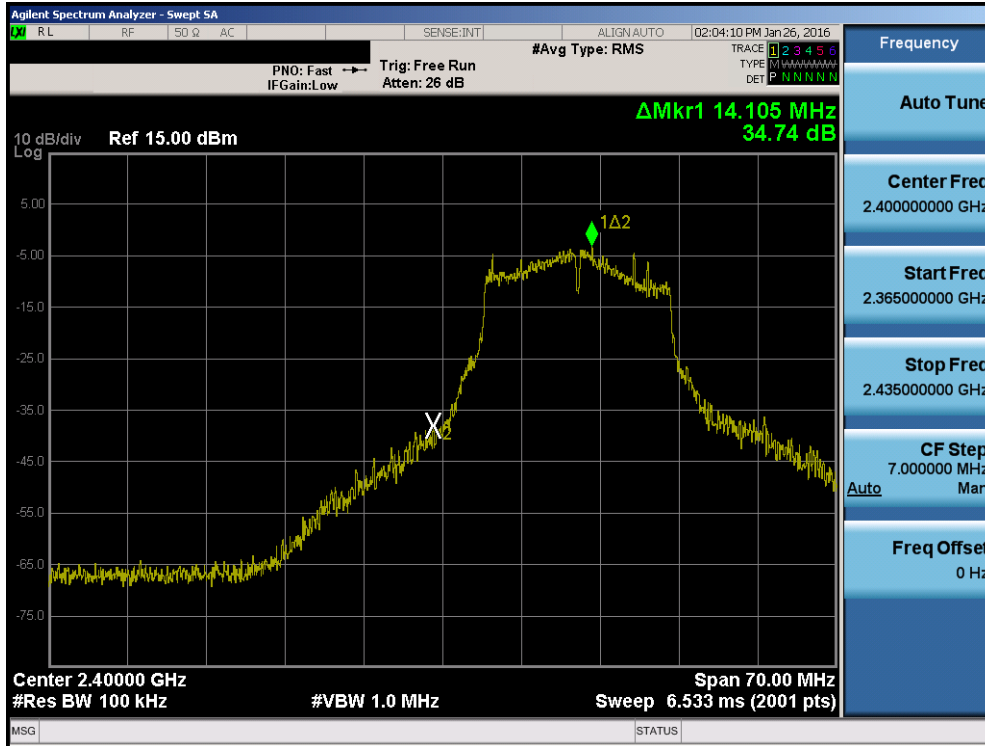 Agilent Spectrum Analyzer - Swept SA
LXI RL RF 50 Ω AC SENSE:INT ALIGN AUTO 02:04:10 PM Jan 26, 2016
#Avg Type: RMS TRACE 1 2 3 4 5 6
PNO: Fast Trig: Free Run TYPE M
IFGain:Low Atten: 26 dB DET P N N N N N
ΔMkr1 14.105 MHz
34.74 dB
10 dB/div Ref 15.00 dBm
Log
5.00
1Δ2
-5.00
-15.0
-25.0
-35.0
X2
-45.0
-55.0
-65.0
-75.0
Center 2.40000 GHz Span 70.00 MHz
#Res BW 100 kHz #VBW 1.0 MHz Sweep 6.533 ms (2001 pts)
MSG STATUS
Frequency
Auto Tune
Center Freq
2.400000000 GHz
Start Freq
2.365000000 GHz
Stop Freq
2.435000000 GHz
CF Step
7.000000 MHz
Auto Man
Freq Offset
0 Hz